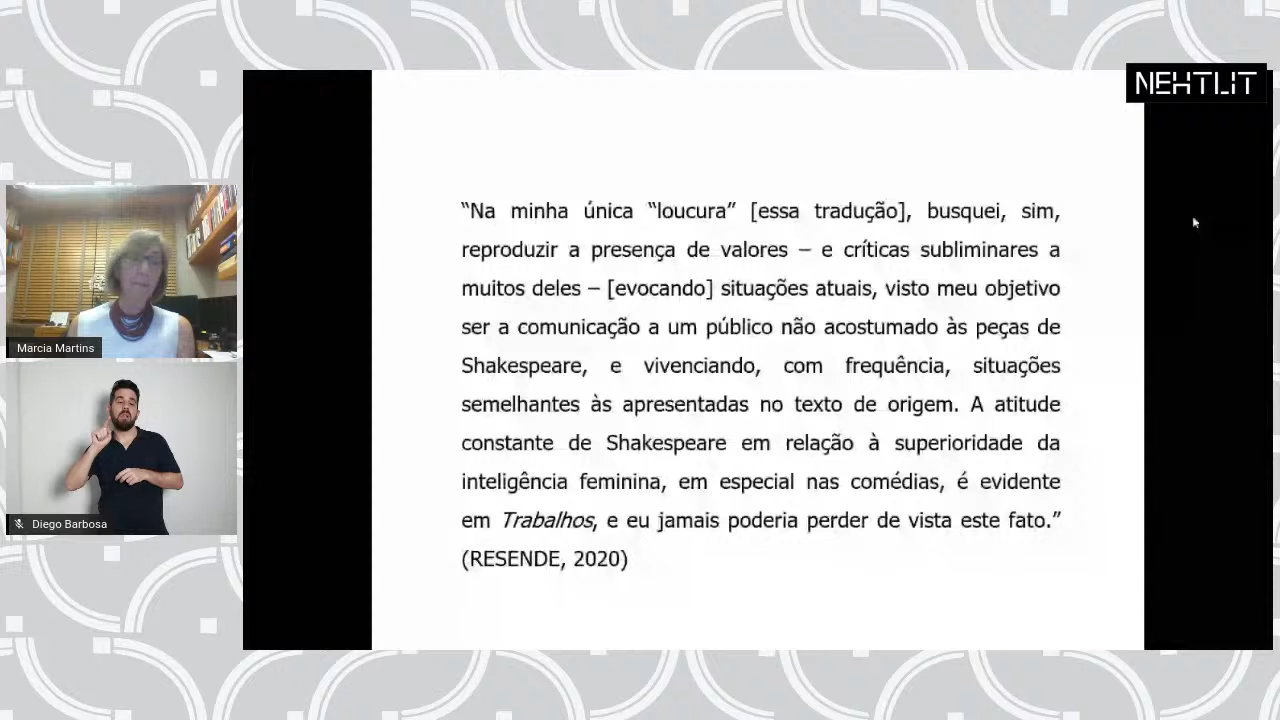 NEHTLIT
“Na minha única “loucura” [essa tradução], busquei, sim,
reproduzir a presença de valores – e críticas subliminares a
muitos deles – [evocando] situações atuais, visto meu objetivo
ser a comunicação a um público não acostumado às peças de
Shakespeare, e vivenciando, com frequência, situações
semelhantes às apresentadas no texto de origem. A atitude
constante de Shakespeare em relação à superioridade da
inteligência feminina, em especial nas comédias, é evidente
em Trabalhos, e eu jamais poderia perder de vista este fato.”
(RESENDE, 2020)
Marcia Martins
Diego Barbosa